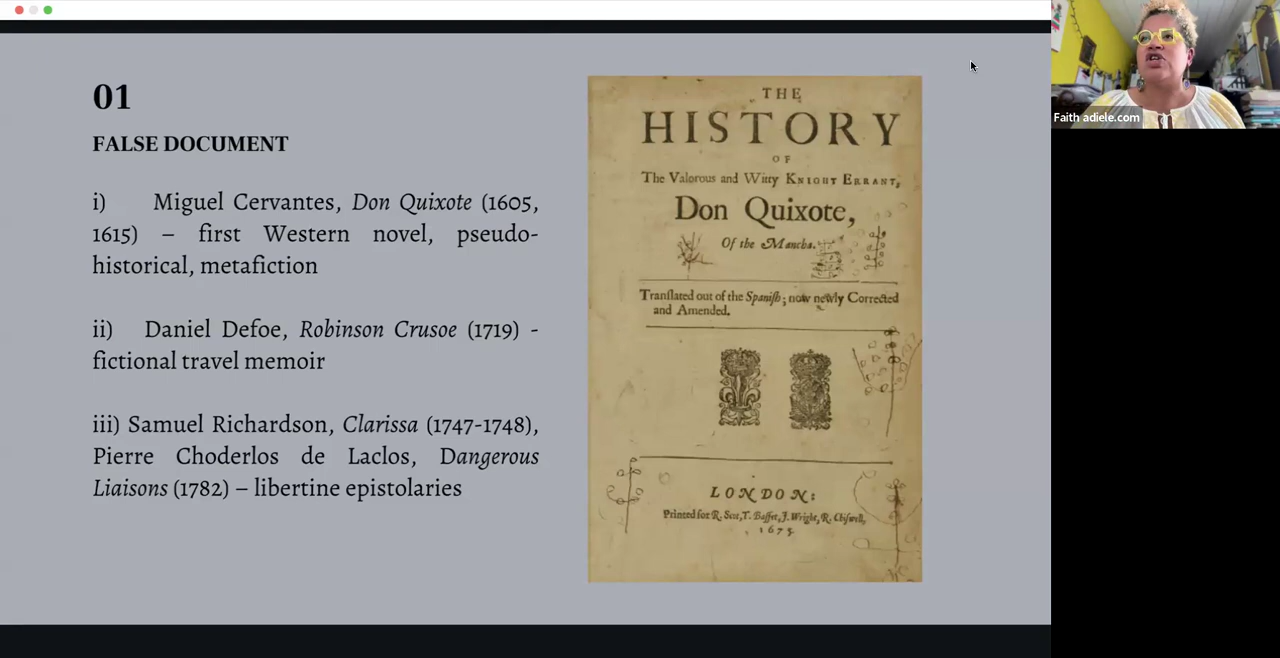 01
FALSE DOCUMENT
i) Miguel Cervantes, Don Quixote (1605,
1615) – first Western novel, pseudo-
historical, metafiction
ii) Daniel Defoe, Robinson Crusoe (1719) -
fictional travel memoir
iii) Samuel Richardson, Clarissa (1747-1748),
Pierre Choderlos de Laclos, Dangerous
Liaisons (1782) – libertine epistolaries
THE
HISTORY
OF
The Valorous and Witty KNIGHT ERRANT,
Don Quixote,
Of the Mancha.
Tranſlated out of the Spaniſh; now newly Corrected
and Amended.
LONDON:
Printed for R. Scot, T. Baſſet, J. Wright, R. Chiſwell,
1675
Faith adiele.com